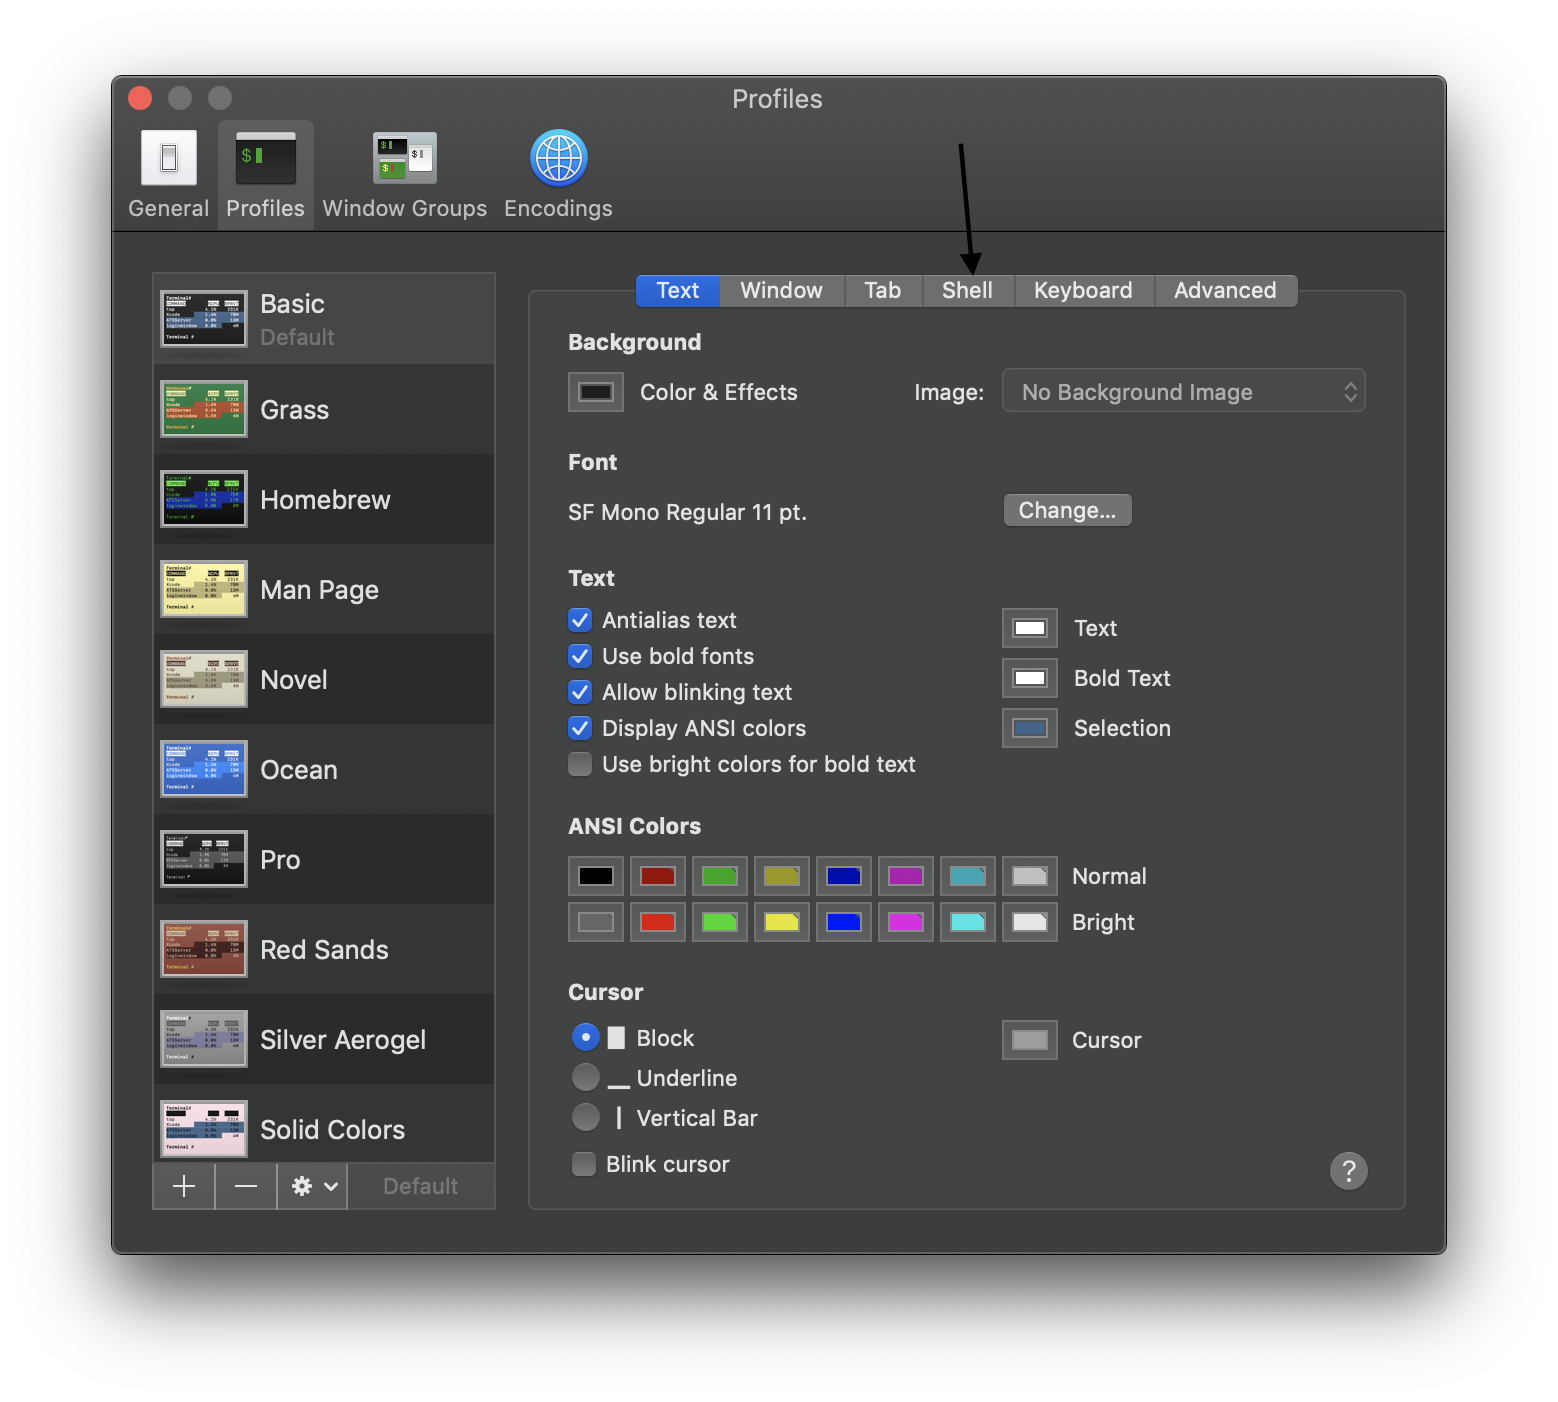 Profiles
General
Profiles
Window Groups
Encodings
Basic
Default
Grass
Homebrew
Man Page
Novel
Ocean
Pro
Red Sands
Silver Aerogel
Solid Colors
Default
Text Window Tab Shell Keyboard Advanced
Background
Color & Effects
Image: No Background Image
Font
SF Mono Regular 11 pt.
Change...
Text
Antialias text
Use bold fonts
Allow blinking text
Display ANSI colors
Use bright colors for bold text
Text
Bold Text
Selection
ANSI Colors
Normal
Bright
Cursor
Block
Underline
Vertical Bar
Blink cursor
Cursor
?